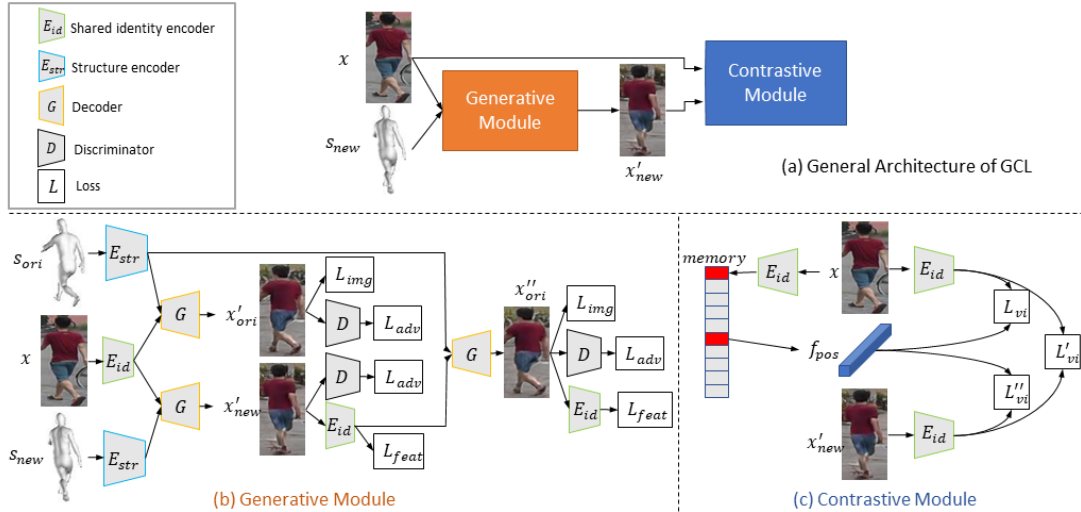 E_id Shared identity encoder
E_str Structure encoder
G Decoder
D Discriminator
L Loss
x
s_new
Generative
Module
x'_new
Contrastive
Module
(a) General Architecture of GCL
s_ori
E_str
G
x'_ori
L_img
D
L_adv
x
E_id
G
x'_new
D
L_adv
E_id
L_feat
s_new
E_str
G
x''_ori
L_img
D
L_adv
E_id
L_feat
(b) Generative Module
memory
E_id
x
E_id
L_vi
f_pos
L'_vi
L''_vi
x'_new
E_id
(c) Contrastive Module